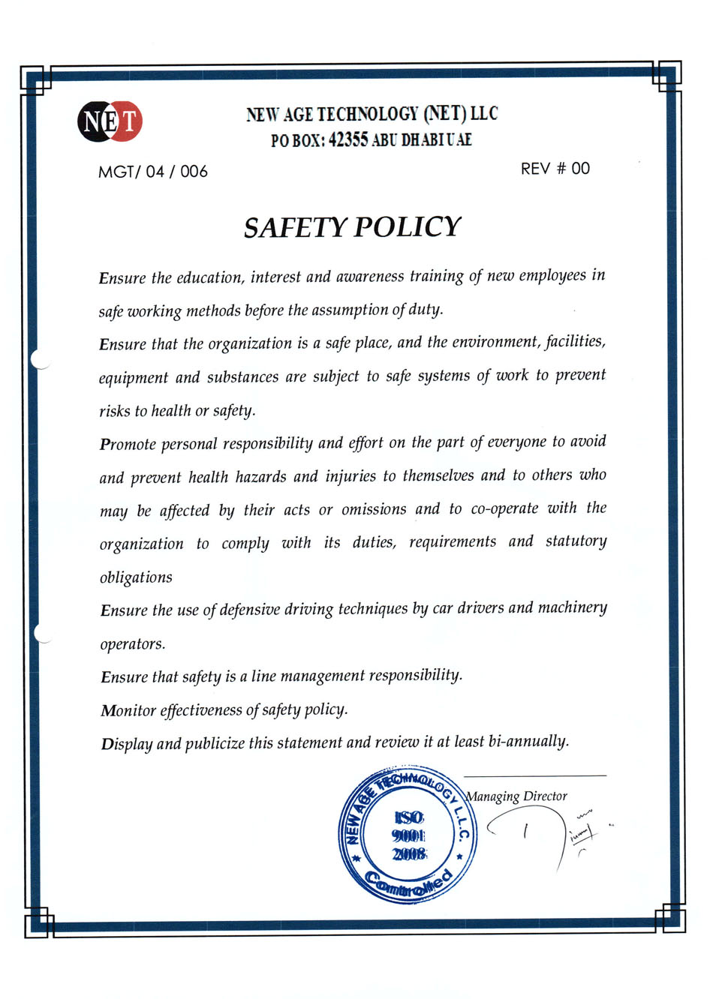 NET
NEW AGE TECHNOLOGY (NET) LLC
PO BOX: 42355 ABU DHABI UAE
MGT/ 04 / 006
REV # 00
SAFETY POLICY
Ensure the education, interest and awareness training of new employees in
safe working methods before the assumption of duty.
Ensure that the organization is a safe place, and the environment, facilities,
equipment and substances are subject to safe systems of work to prevent
risks to health or safety.
Promote personal responsibility and effort on the part of everyone to avoid
and prevent health hazards and injuries to themselves and to others who
may be affected by their acts or omissions and to co-operate with the
organization to comply with its duties, requirements and statutory
obligations
Ensure the use of defensive driving techniques by car drivers and machinery
operators.
Ensure that safety is a line management responsibility.
Monitor effectiveness of safety policy.
Display and publicize this statement and review it at least bi-annually.
Managing Director
NEW AGE TECHNOLOGY L.L.C.
ISO
9001
2008
Controlled